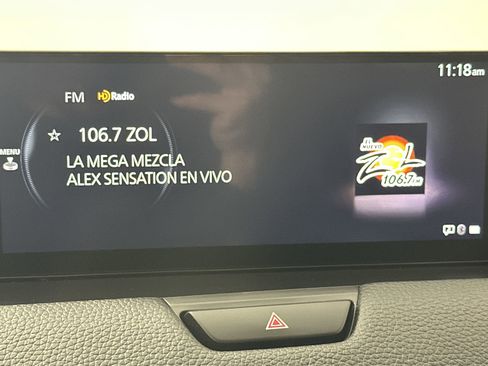 11:18am
FM HD Radio
106.7 ZOL
MENU
LA MEGA MEZCLA
ALEX SENSATION EN VIVO
EL NUEVO
ZOL
106.7